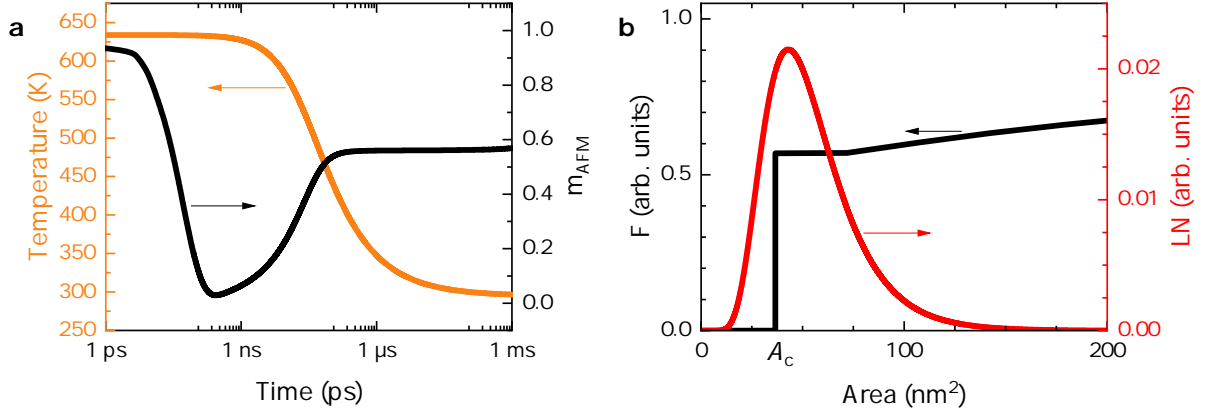 a
650
600
550
500
450
400
350
300
250
Temperature (K)
1.0
0.8
0.6
0.4
0.2
0.0
m_AFM
1 ps
1 ns
1 µs
1 ms
Time (ps)
b
1.0
0.5
0.0
F (arb. units)
0.02
0.01
0.00
LN (arb. units)
0
A_c
100
200
Area (nm²)